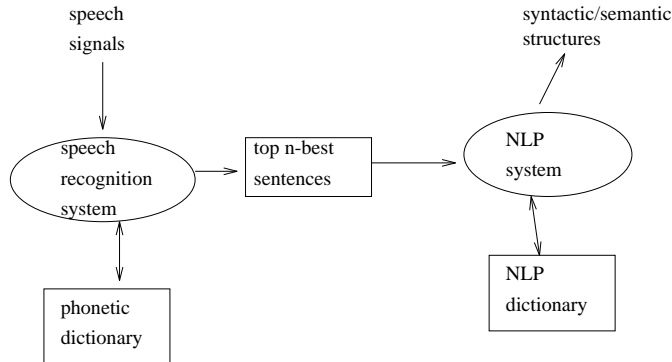 speech
signals
syntactic/semantic
structures
speech
recognition
system
top n-best
sentences
NLP
system
phonetic
dictionary
NLP
dictionary